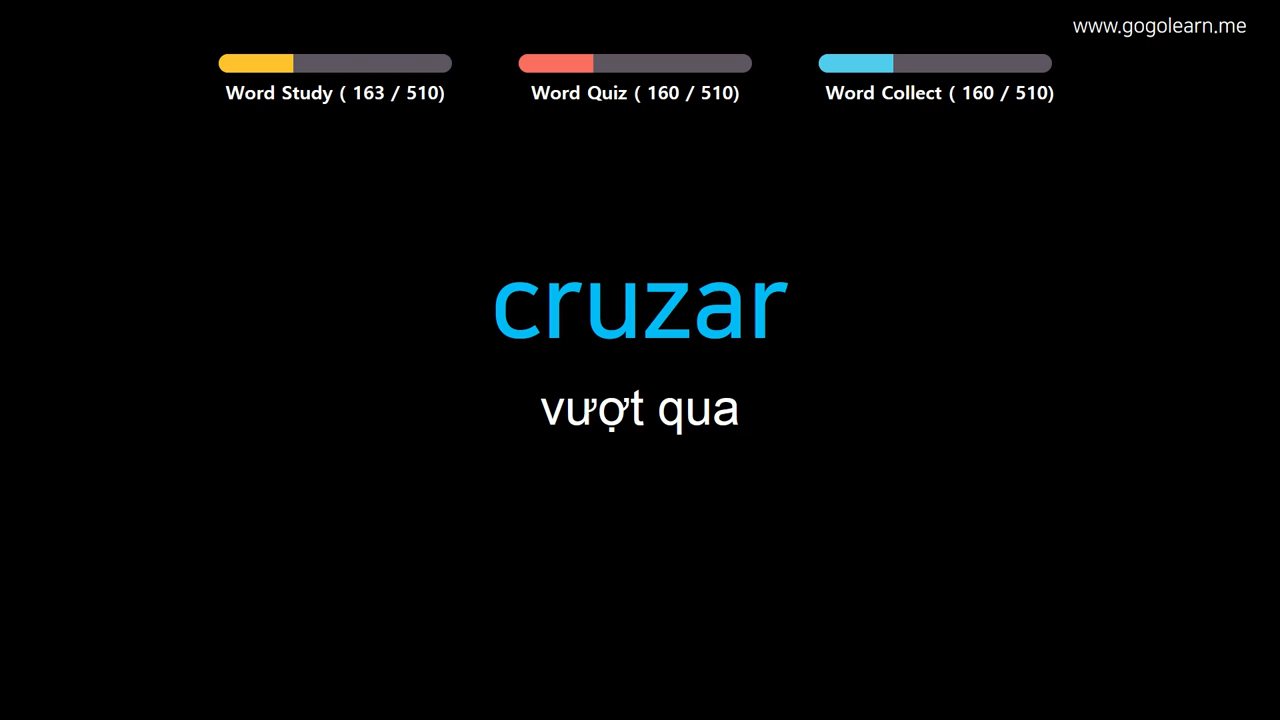 www.gogolearn.me
Word Study ( 163 / 510)
Word Quiz ( 160 / 510)
Word Collect ( 160 / 510)
cruzar
vượt qua